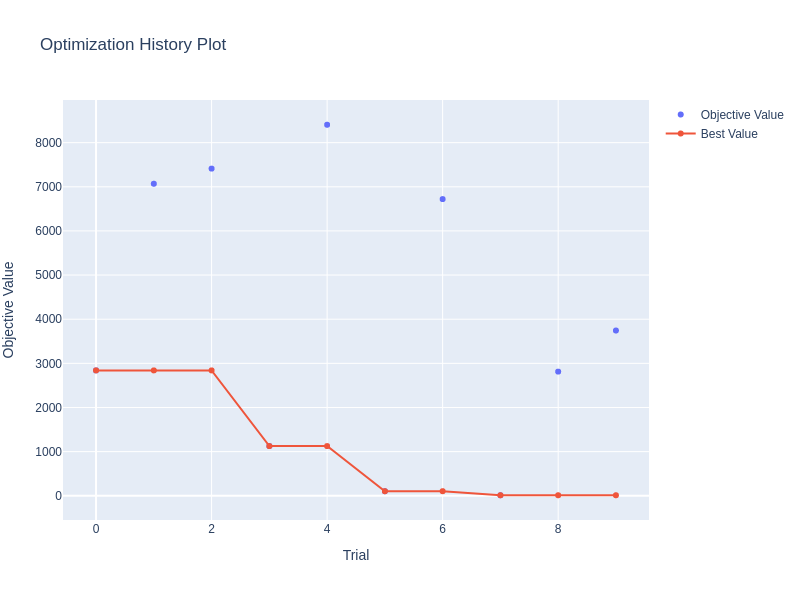 Optimization History Plot
Objective Value
Best Value
8000
7000
6000
5000
4000
3000
2000
1000
0
Objective Value
0 2 4 6 8
Trial